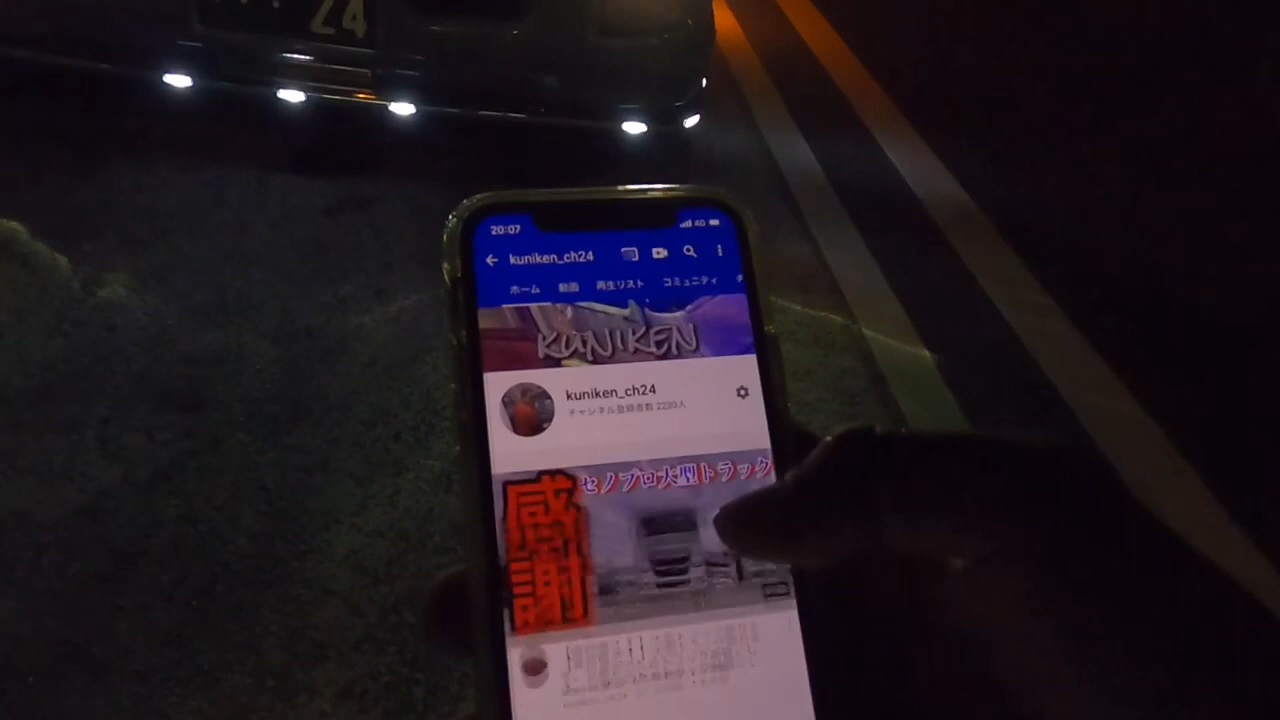 24
20:07
4G
kuniken_ch24
ホーム 動画 再生リスト コミュニティ
KUNIKEN
kuniken_ch24
チャンネル登録者数 2230人
セノプロ大型トラック
感謝